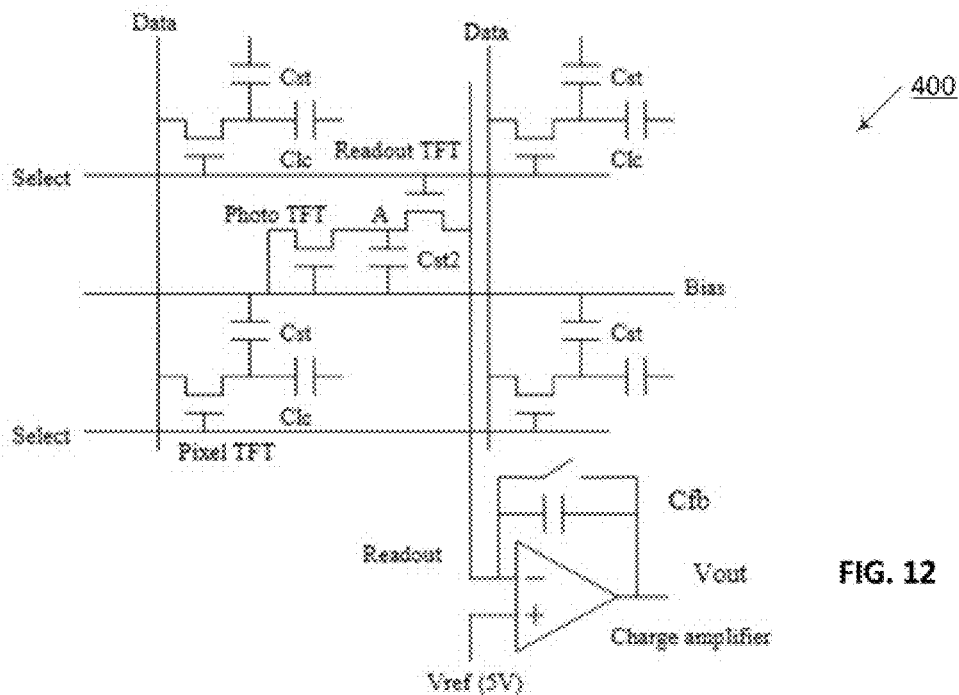 Data
Data
Cst
Cst
400
Clc
Readout TFT
Clc
Select
Photo TFT
A
Cst2
Bias
Cst
Cst
Clc
Select
Pixel TFT
Cfb
Readout
−
Vout
FIG. 12
+
Charge amplifier
Vref (5V)